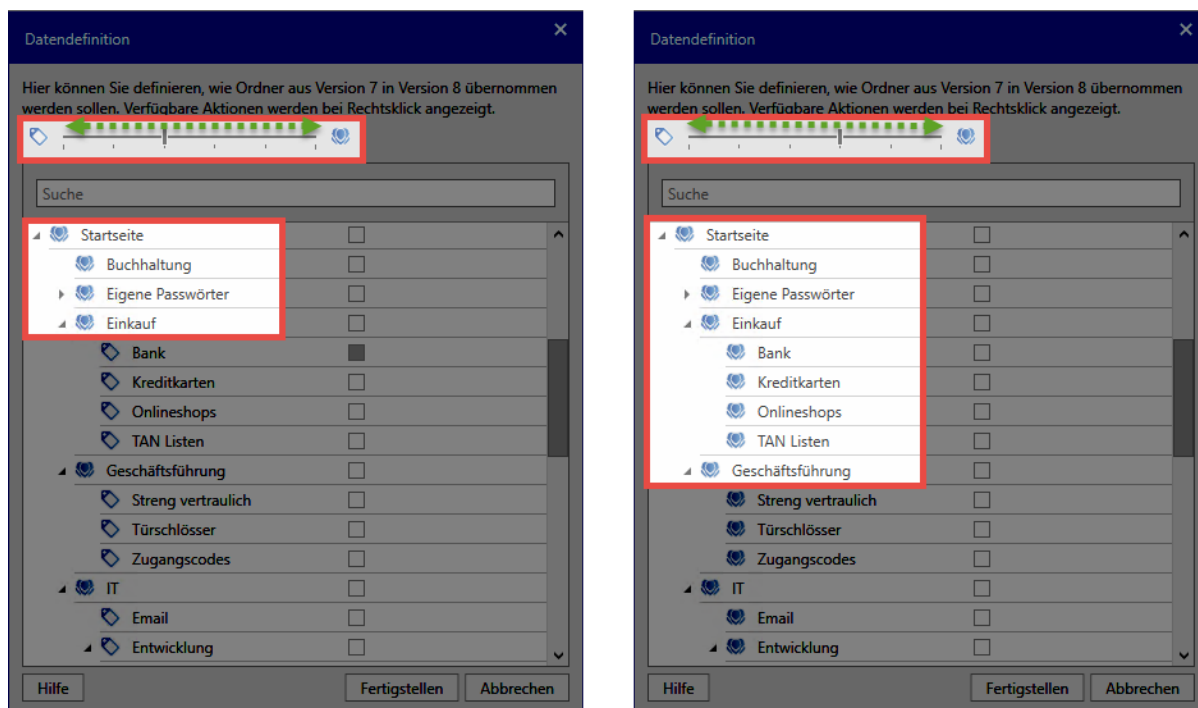 Datendefinition
Hier können Sie definieren, wie Ordner aus Version 7 in Version 8 übernommen
werden sollen. Verfügbare Aktionen werden bei Rechtsklick angezeigt.
Suche
Startseite
Buchhaltung
Eigene Passwörter
Einkauf
Bank
Kreditkarten
Onlineshops
TAN Listen
Geschäftsführung
Streng vertraulich
Türschlösser
Zugangscodes
IT
Email
Entwicklung
Hilfe
Fertigstellen
Abbrechen
Datendefinition
Hier können Sie definieren, wie Ordner aus Version 7 in Version 8 übernommen
werden sollen. Verfügbare Aktionen werden bei Rechtsklick angezeigt.
Suche
Startseite
Buchhaltung
Eigene Passwörter
Einkauf
Bank
Kreditkarten
Onlineshops
TAN Listen
Geschäftsführung
Streng vertraulich
Türschlösser
Zugangscodes
IT
Email
Entwicklung
Hilfe
Fertigstellen
Abbrechen